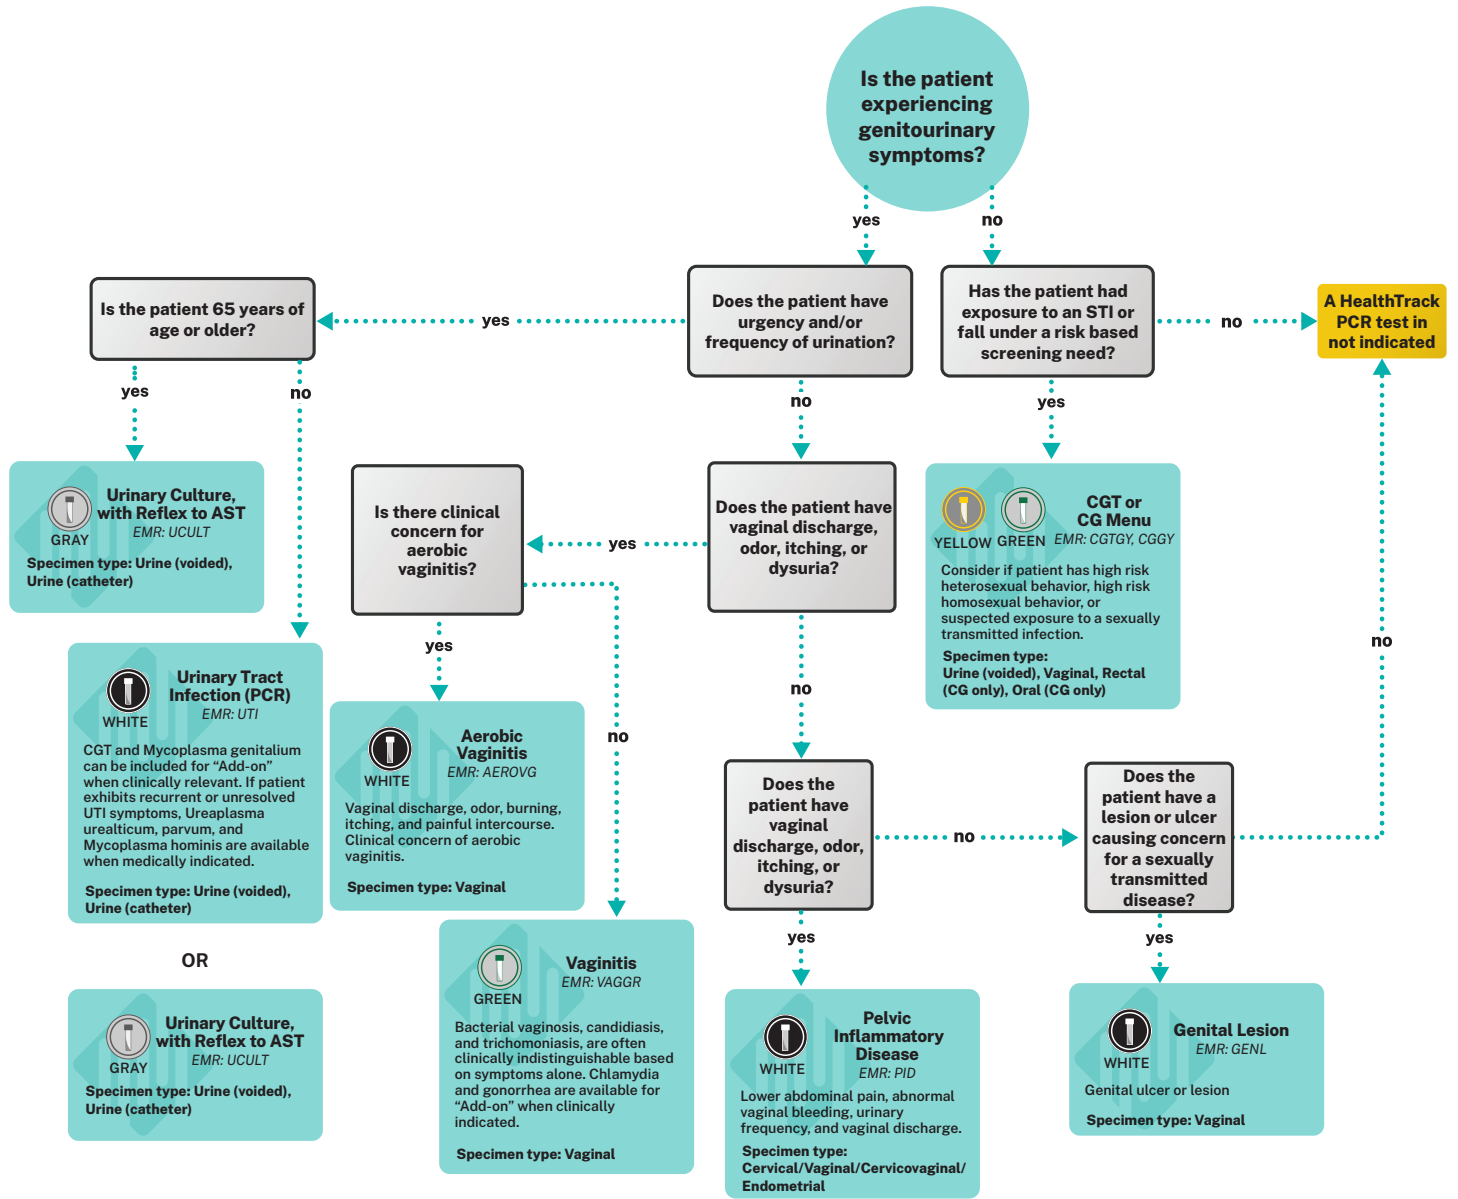 Is the patient
experiencing
genitourinary
symptoms?
yes
no
Is the patient 65 years of
age or older?
yes
Does the patient have
urgency and/or
frequency of urination?
Has the patient had
exposure to an STI or
fall under a risk based
screening need?
no
A HealthTrack
PCR test in
not indicated
yes
no
no
yes
Urinary Culture,
with Reflex to AST
EMR: UCULT
GRAY
Specimen type: Urine (voided),
Urine (catheter)
Is there clinical
concern for
aerobic
vaginitis?
yes
Does the patient have
vaginal discharge,
odor, itching, or
dysuria?
CGT or
CG Menu
EMR: CGTGY, CGGY
YELLOW
GREEN
Consider if patient has high risk
heterosexual behavior, high risk
homosexual behavior, or
suspected exposure to a sexually
transmitted infection.
Specimen type:
Urine (voided), Vaginal, Rectal
(CG only), Oral (CG only)
no
yes
no
no
Urinary Tract
Infection (PCR)
EMR: UTI
WHITE
CGT and Mycoplasma genitalium
can be included for “Add-on”
when clinically relevant. If patient
exhibits recurrent or unresolved
UTI symptoms, Ureaplasma
urealticum, parvum, and
Mycoplasma hominis are available
when medically indicated.
Specimen type: Urine (voided),
Urine (catheter)
Aerobic
Vaginitis
EMR: AEROVG
WHITE
Vaginal discharge, odor, burning,
itching, and painful intercourse.
Clinical concern of aerobic
vaginitis.
Specimen type: Vaginal
Does the
patient have
vaginal
discharge, odor,
itching, or
dysuria?
no
Does the
patient have a
lesion or ulcer
causing concern
for a sexually
transmitted
disease?
yes
yes
OR
Urinary Culture,
with Reflex to AST
EMR: UCULT
GRAY
Specimen type: Urine (voided),
Urine (catheter)
Vaginitis
EMR: VAGGR
GREEN
Bacterial vaginosis, candidiasis,
and trichomoniasis, are often
clinically indistinguishable based
on symptoms alone. Chlamydia
and gonorrhea are available for
“Add-on” when clinically
indicated.
Specimen type: Vaginal
Pelvic
Inflammatory
Disease
EMR: PID
WHITE
Lower abdominal pain, abnormal
vaginal bleeding, urinary
frequency, and vaginal discharge.
Specimen type:
Cervical/Vaginal/Cervicovaginal/
Endometrial
Genital Lesion
EMR: GENL
WHITE
Genital ulcer or lesion
Specimen type: Vaginal